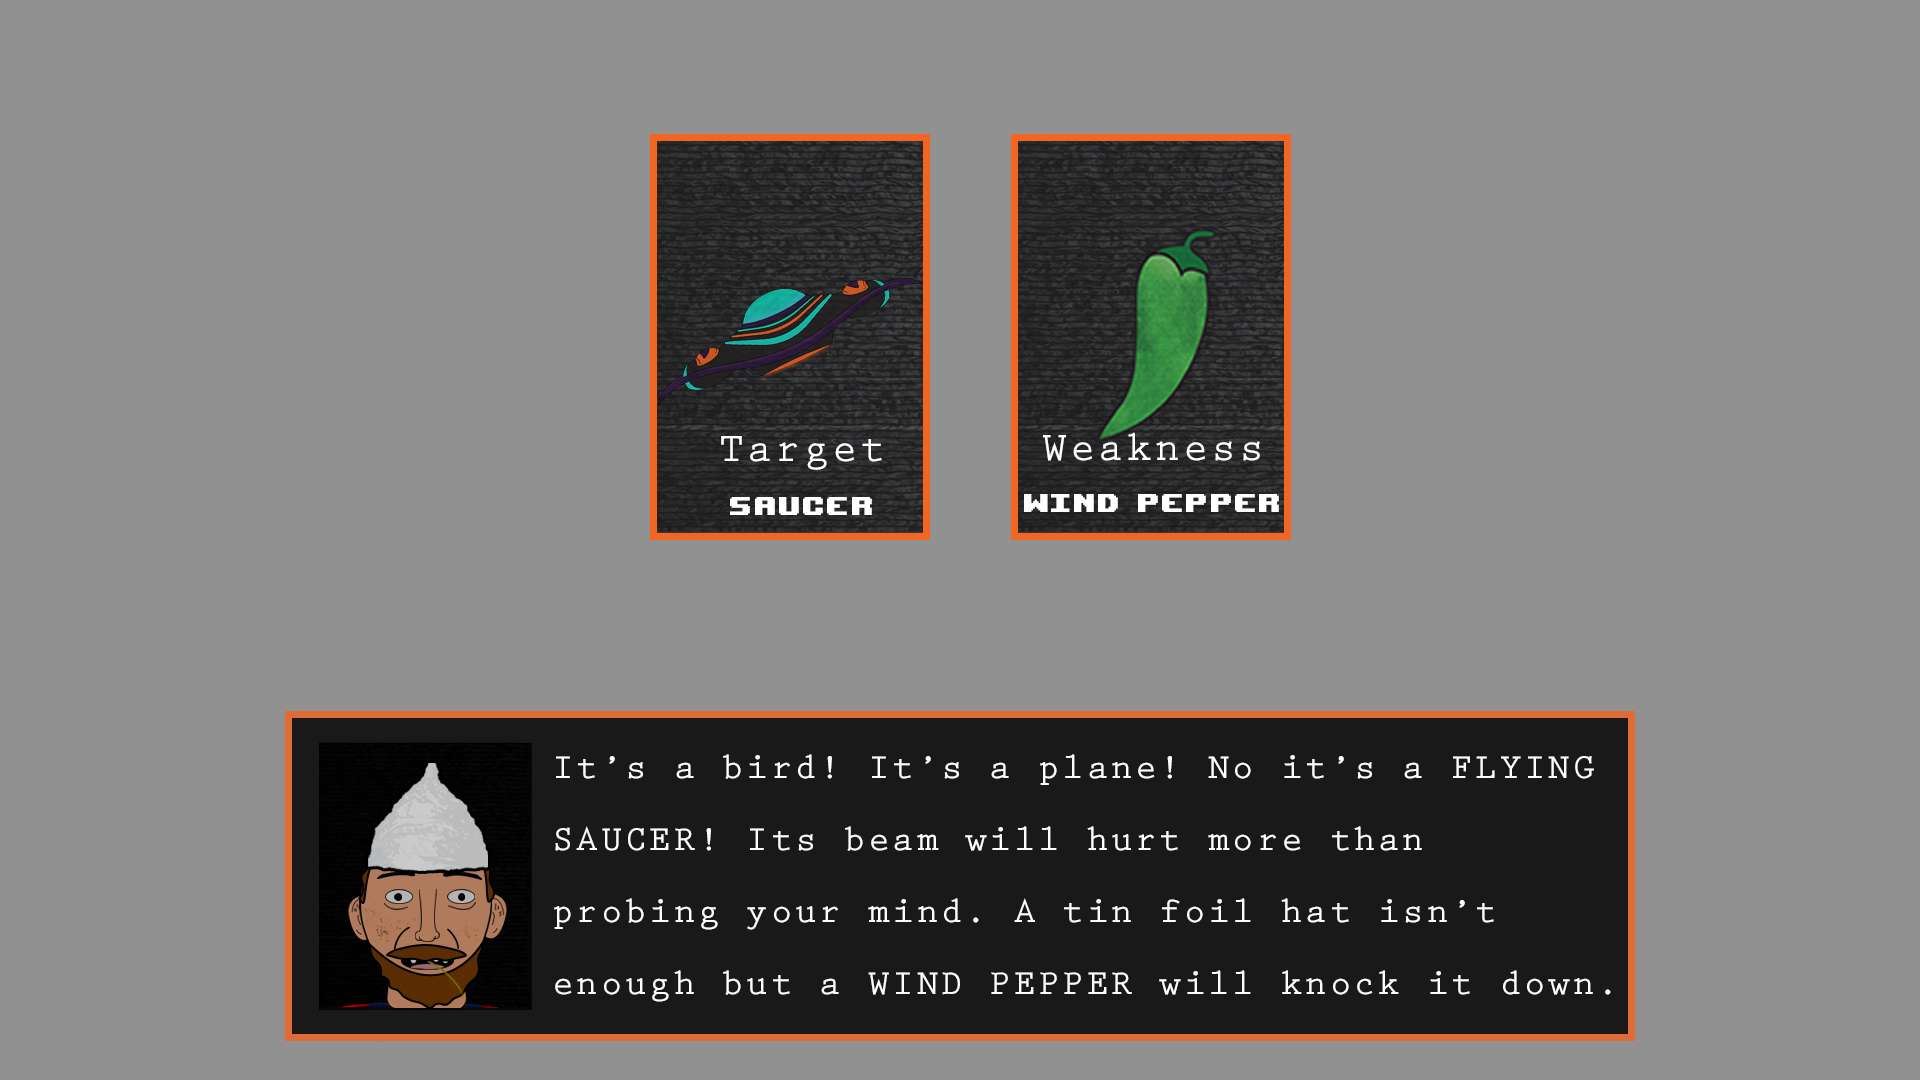 Target
SAUCER
Weakness
WIND PEPPER
It's a bird! It's a plane! No it's a FLYING
SAUCER! Its beam will hurt more than
probing your mind. A tin foil hat isn't
enough but a WIND PEPPER will knock it down.